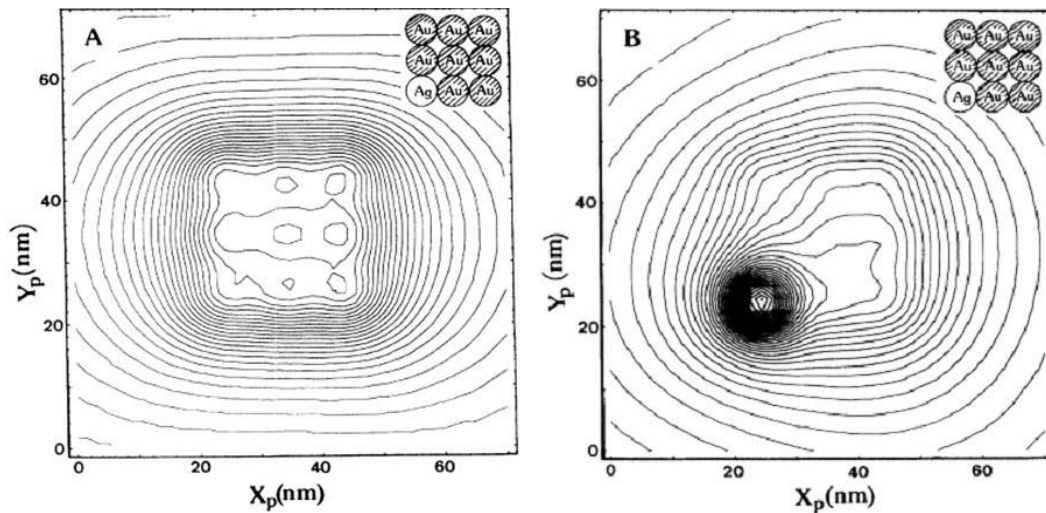 A
Au Au Au
Au Au Au
Ag Au Au
60
40
20
0
Yp(nm)
0 20 40 60
Xp(nm)
B
Au Au Au
Au Au Au
Ag Au Au
60
40
20
0
Yp (nm)
0 20 40 60
Xp(nm)